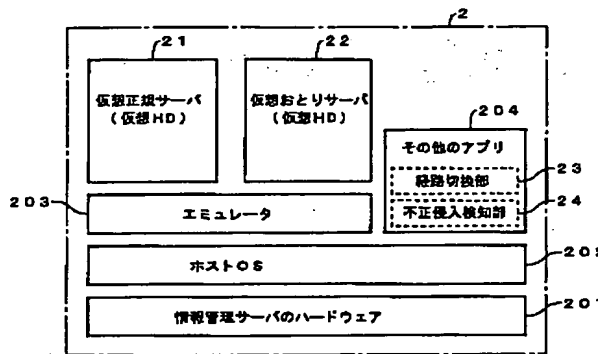 2
21
22
仮想正規サーバ
(仮想HD)
仮想おとりサーバ
(仮想HD)
204
その他のアプリ
経路切換部
23
不正侵入検知部
24
203
エミュレータ
ホストOS
202
情報管理サーバのハードウェア
201